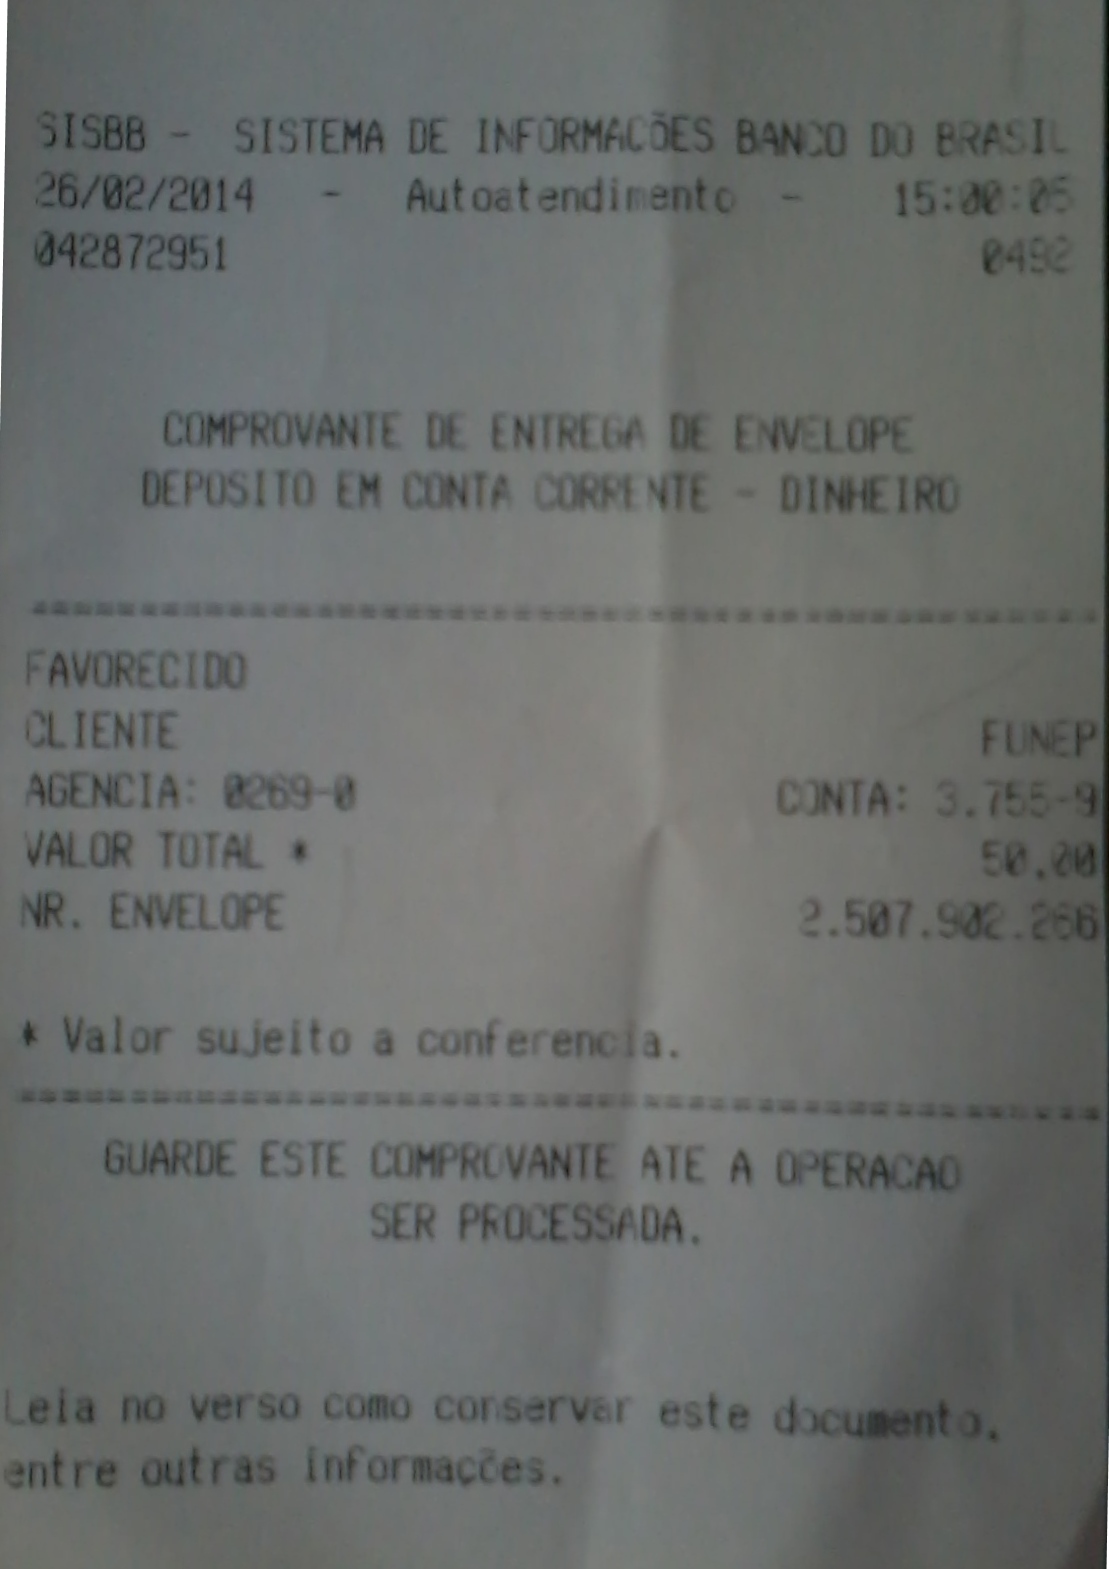 SISBB - SISTEMA DE INFORMACÕES BANCO DO BRASIL
26/02/2014 - Autoatendimento - 15:00:05
042872951 0492
COMPROVANTE DE ENTREGA DE ENVELOPE
DEPOSITO EM CONTA CORRENTE - DINHEIRO
FAVORECIDO
CLIENTE FUNEP
AGENCIA: 0269-0 CONTA: 3.755-9
VALOR TOTAL * 50,00
NR. ENVELOPE 2.507.902.266
* Valor sujeito a conferencia.
GUARDE ESTE COMPROVANTE ATE A OPERACAO
SER PROCESSADA.
Leia no verso como conservar este documento,
entre outras informações.